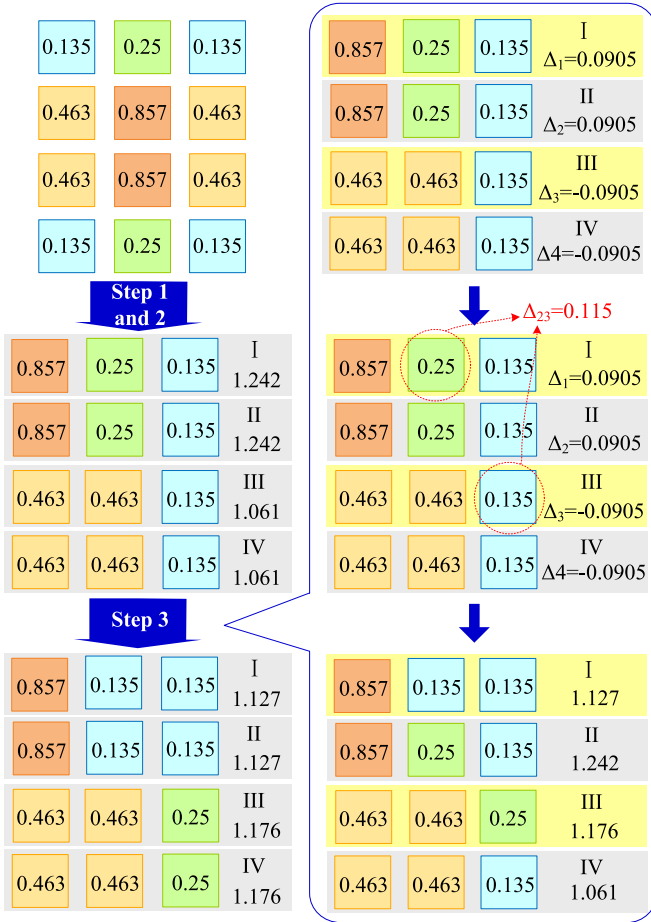 0.135 0.25 0.135
0.463 0.857 0.463
0.463 0.857 0.463
0.135 0.25 0.135
Step 1
and 2
0.857 0.25 0.135 I
1.242
0.857 0.25 0.135 II
1.242
0.463 0.463 0.135 III
1.061
0.463 0.463 0.135 IV
1.061
Step 3
0.857 0.135 0.135 I
1.127
0.857 0.135 0.135 II
1.127
0.463 0.463 0.25 III
1.176
0.463 0.463 0.25 IV
1.176
0.857 0.25 0.135 I
Δ₁=0.0905
0.857 0.25 0.135 II
Δ₂=0.0905
0.463 0.463 0.135 III
Δ₃=-0.0905
0.463 0.463 0.135 IV
Δ4=-0.0905
Δ₂₃=0.115
0.857 0.25 0.135 I
Δ₁=0.0905
0.857 0.25 0.135 II
Δ₂=0.0905
0.463 0.463 0.135 III
Δ₃=-0.0905
0.463 0.463 0.135 IV
Δ4=-0.0905
0.857 0.135 0.135 I
1.127
0.857 0.25 0.135 II
1.242
0.463 0.463 0.25 III
1.176
0.463 0.463 0.135 IV
1.061